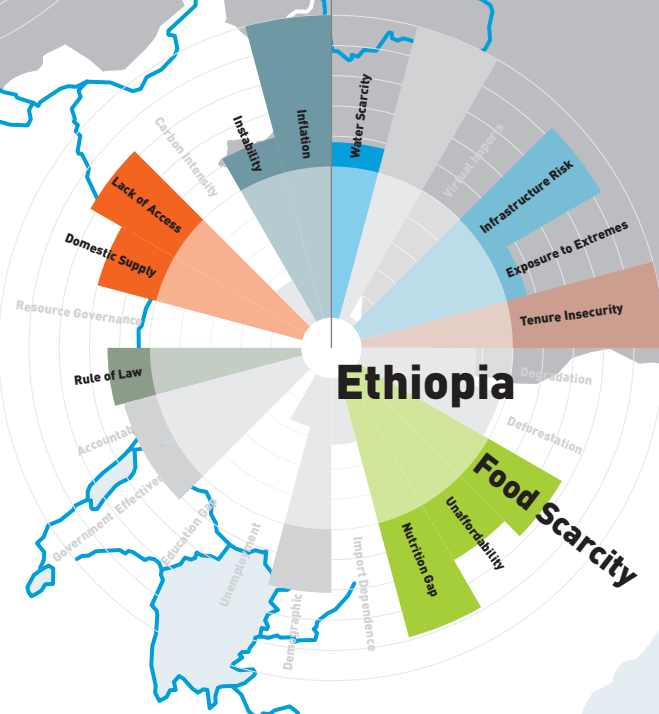 Water Scarcity
Virtual Imports
Infrastructure Risk
Exposure to Extremes
Tenure Insecurity
Degradation
Deforestation
Food Scarcity
Unaffordability
Nutrition Gap
Import Dependence
Demographic
Unemployment
Education Gap
Government Effective
Accountab
Rule of Law
Resource Governance
Domestic Supply
Lack of Access
Carbon Intensity
Instability
Inflation
Ethiopia